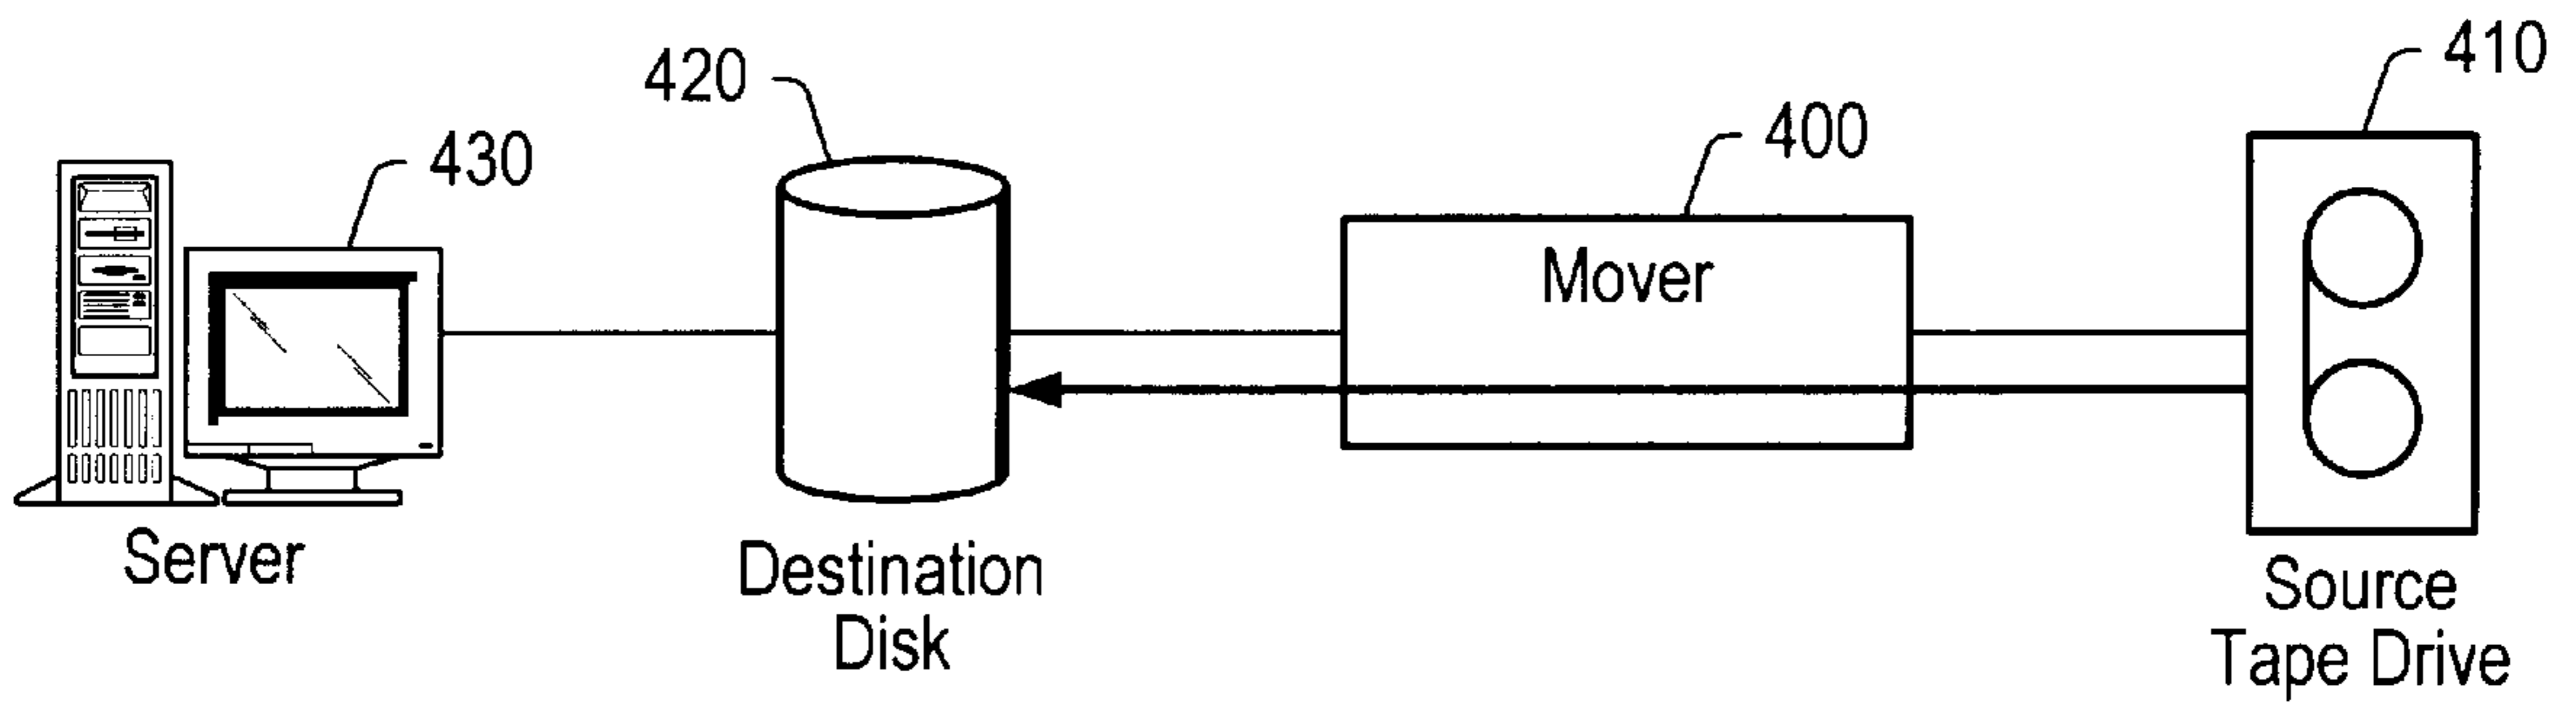 410
420
400
430
Mover
Server
Destination
Disk
Source
Tape Drive